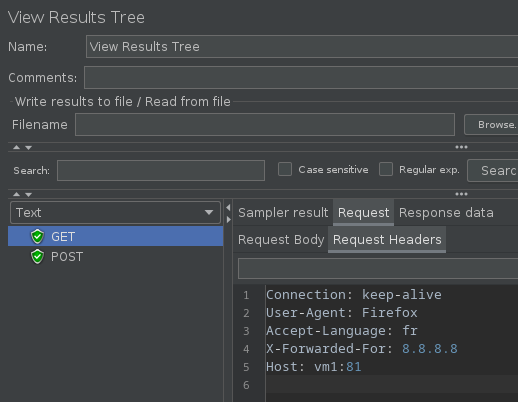 View Results Tree
Name: View Results Tree
Comments:
Write results to file / Read from file
Filename Browse.
Search: Case sensitive Regular exp. Searc
Text Sampler result Request Response data
GET
POST
Request Body Request Headers
1 Connection: keep-alive
2 User-Agent: Firefox
3 Accept-Language: fr
4 X-Forwarded-For: 8.8.8.8
5 Host: vm1:81
6